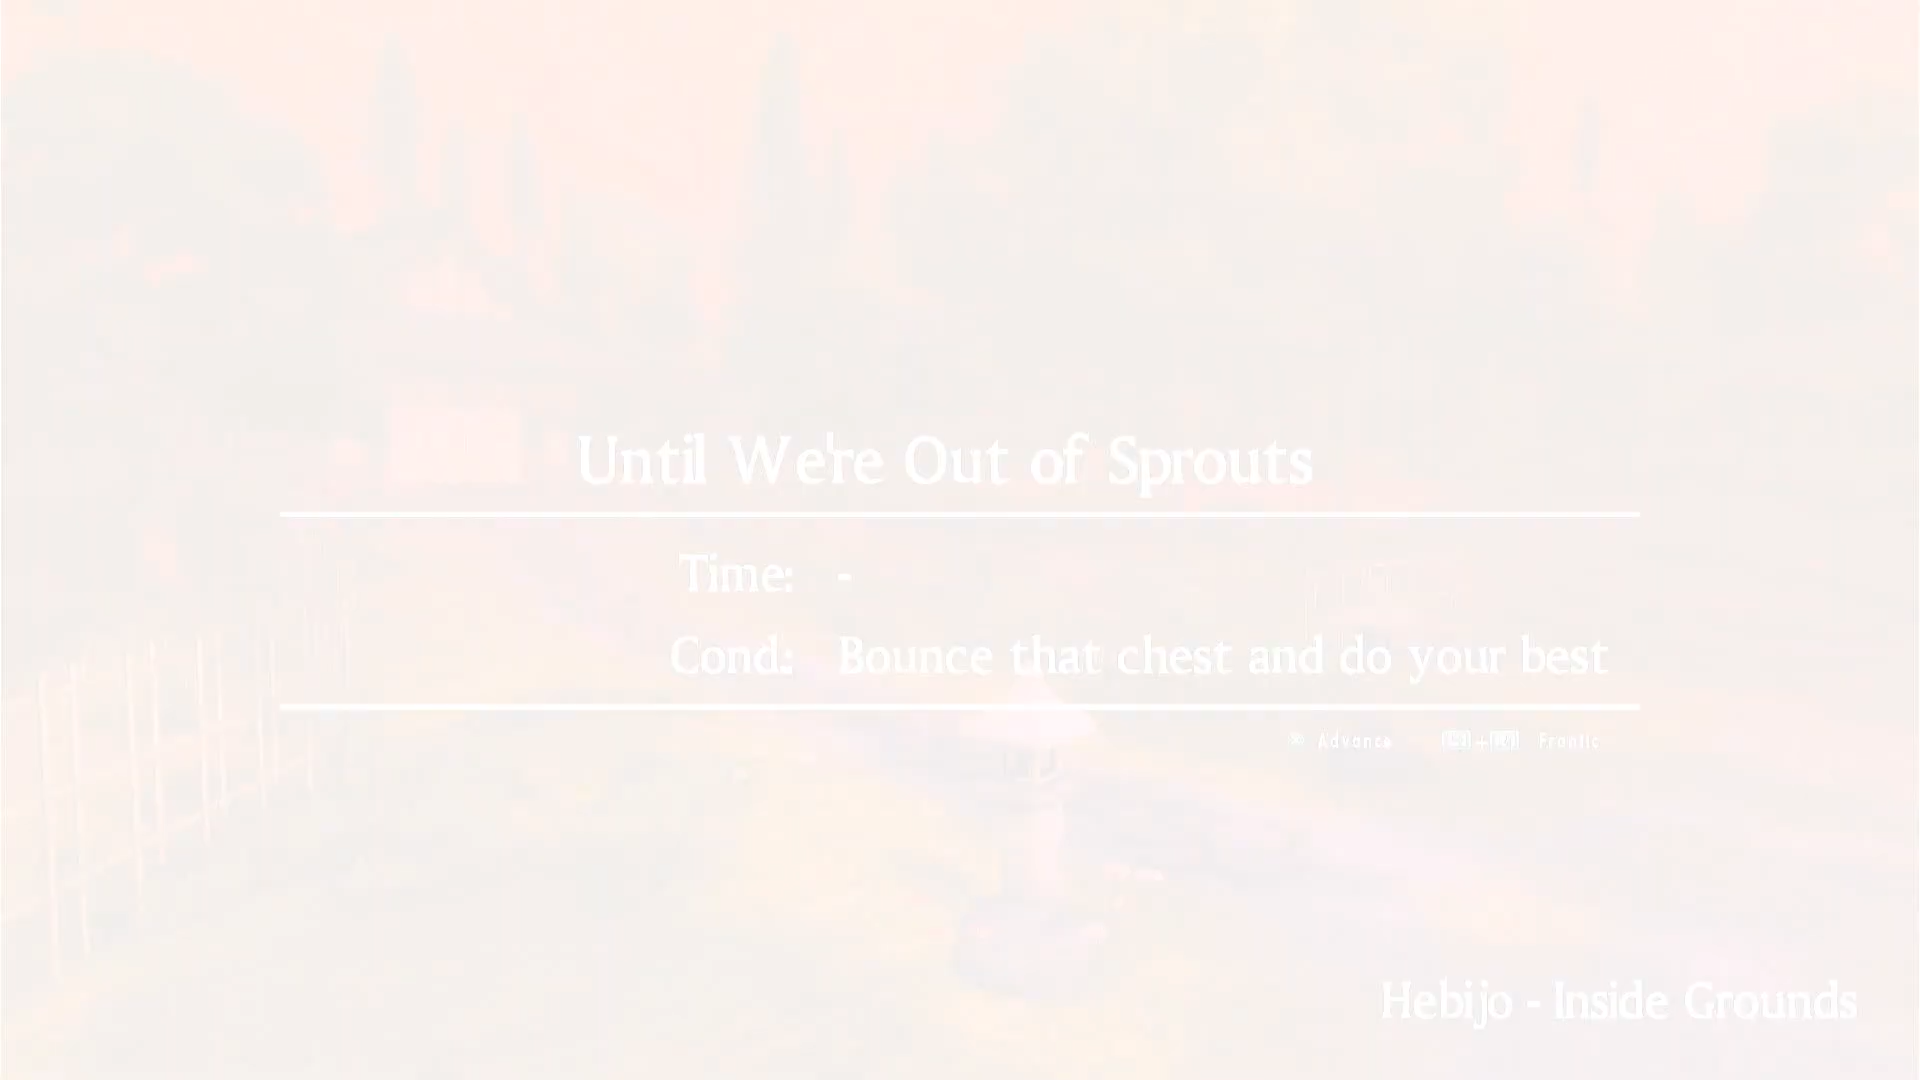 Until We're Out of Sprouts
Time: -
Cond: Bounce that chest and do your best
Advance + Frantic
Hebijo - Inside Grounds